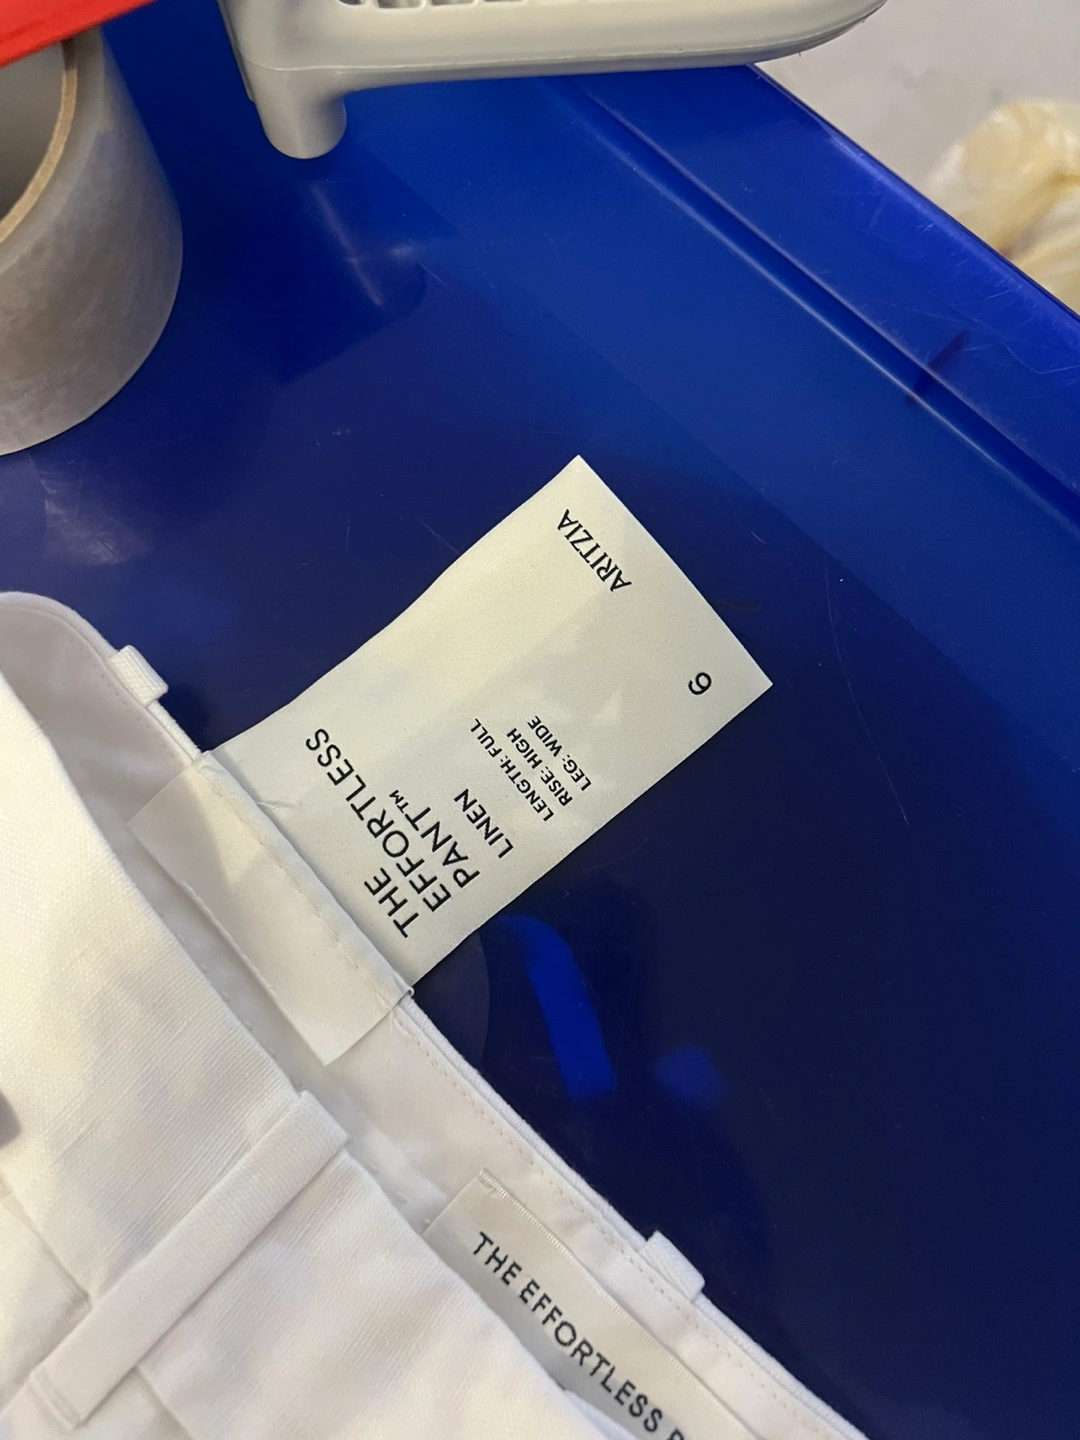 THE
EFFORTLESS
PANT™
LINEN
LENGTH: FULL
RISE: HIGH
LEG: WIDE
6 ARITZIA
THE EFFORTLESS